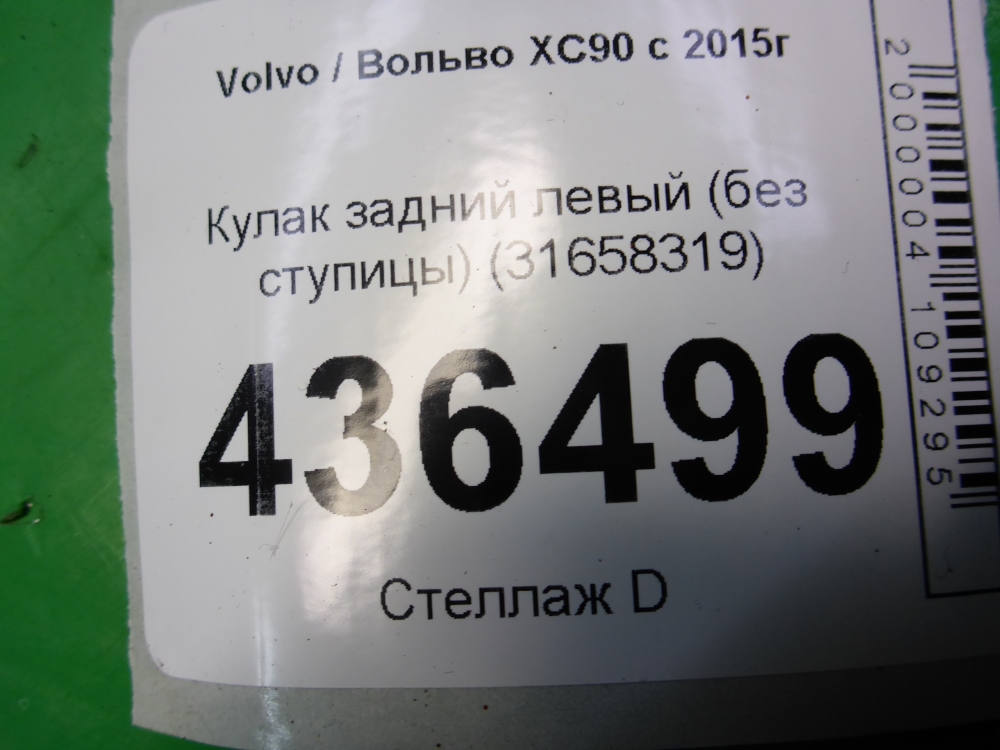 Volvo / Вольво XC90 с 2015г
Кулак задний левый (без
ступицы) (31658319)
436499
Стеллаж D
2000004109295